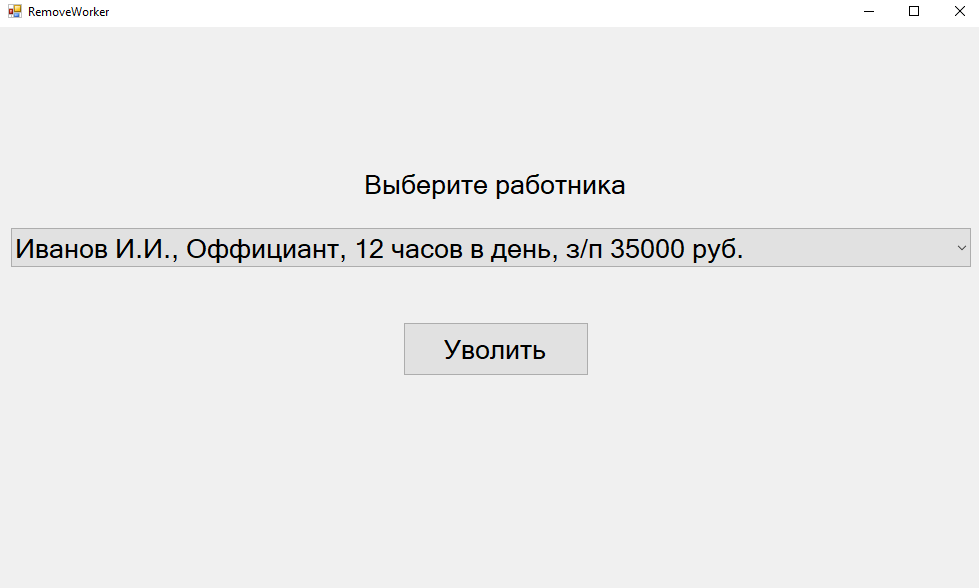 RemoveWorker
Выберите работника
Иванов И.И., Оффициант, 12 часов в день, з/п 35000 руб.
Уволить